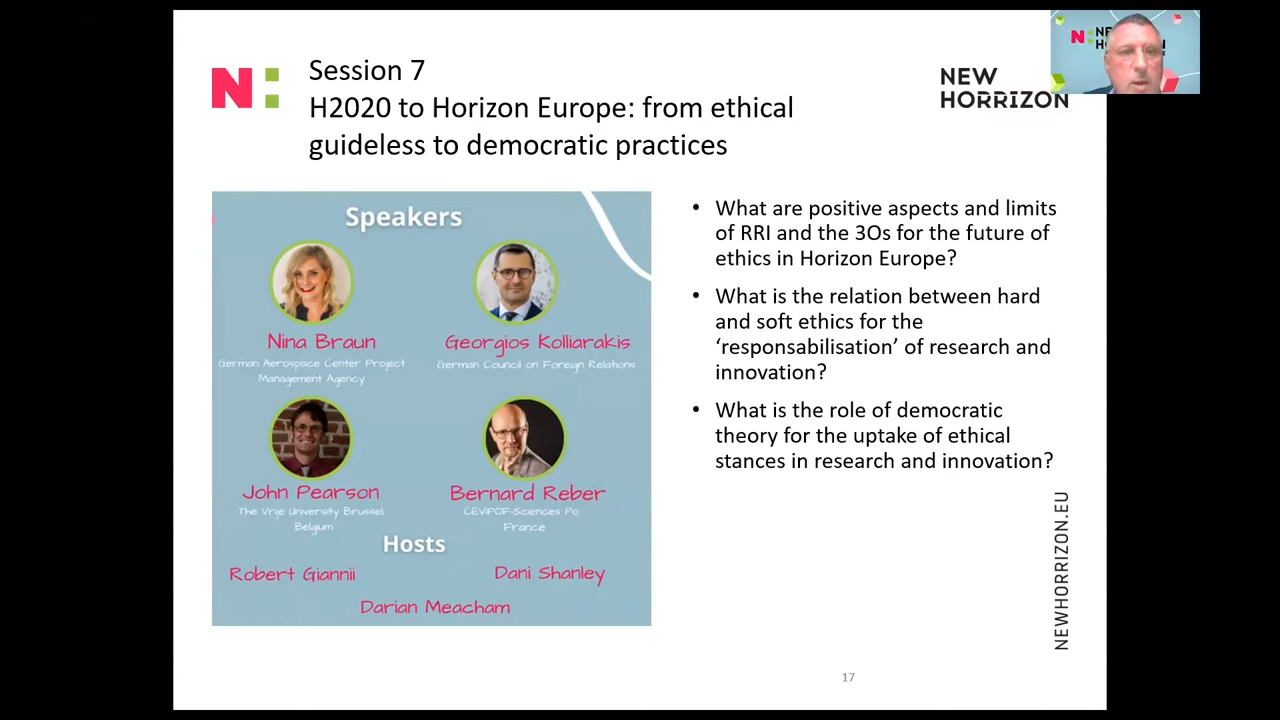 N:
Session 7
H2020 to Horizon Europe: from ethical
guideless to democratic practices
NEW
HORRIZON
N:
Speakers
Nina Braun
German Aerospace Center Project
Management Agency
Georgios Kolliarakis
German Council on Foreign Relations
John Pearson
The Vrije University Brussel,
Belgium
Bernard Reber
CEVIPOF-Sciences Po,
France
Hosts
Robert Giannii
Dani Shanley
Darian Meacham
• What are positive aspects and limits
of RRI and the 3Os for the future of
ethics in Horizon Europe?
• What is the relation between hard
and soft ethics for the
‘responsabilisation’ of research and
innovation?
• What is the role of democratic
theory for the uptake of ethical
stances in research and innovation?
NEWHORRIZON.EU
17